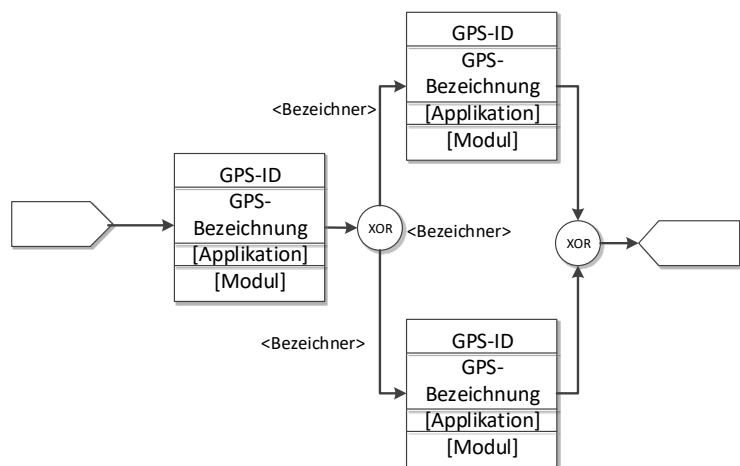 GPS-ID
GPS-
Bezeichnung
[Applikation]
[Modul]
<Bezeichner>
GPS-ID
GPS-
Bezeichnung
[Applikation]
[Modul]
XOR
<Bezeichner>
XOR
<Bezeichner>
GPS-ID
GPS-
Bezeichnung
[Applikation]
[Modul]